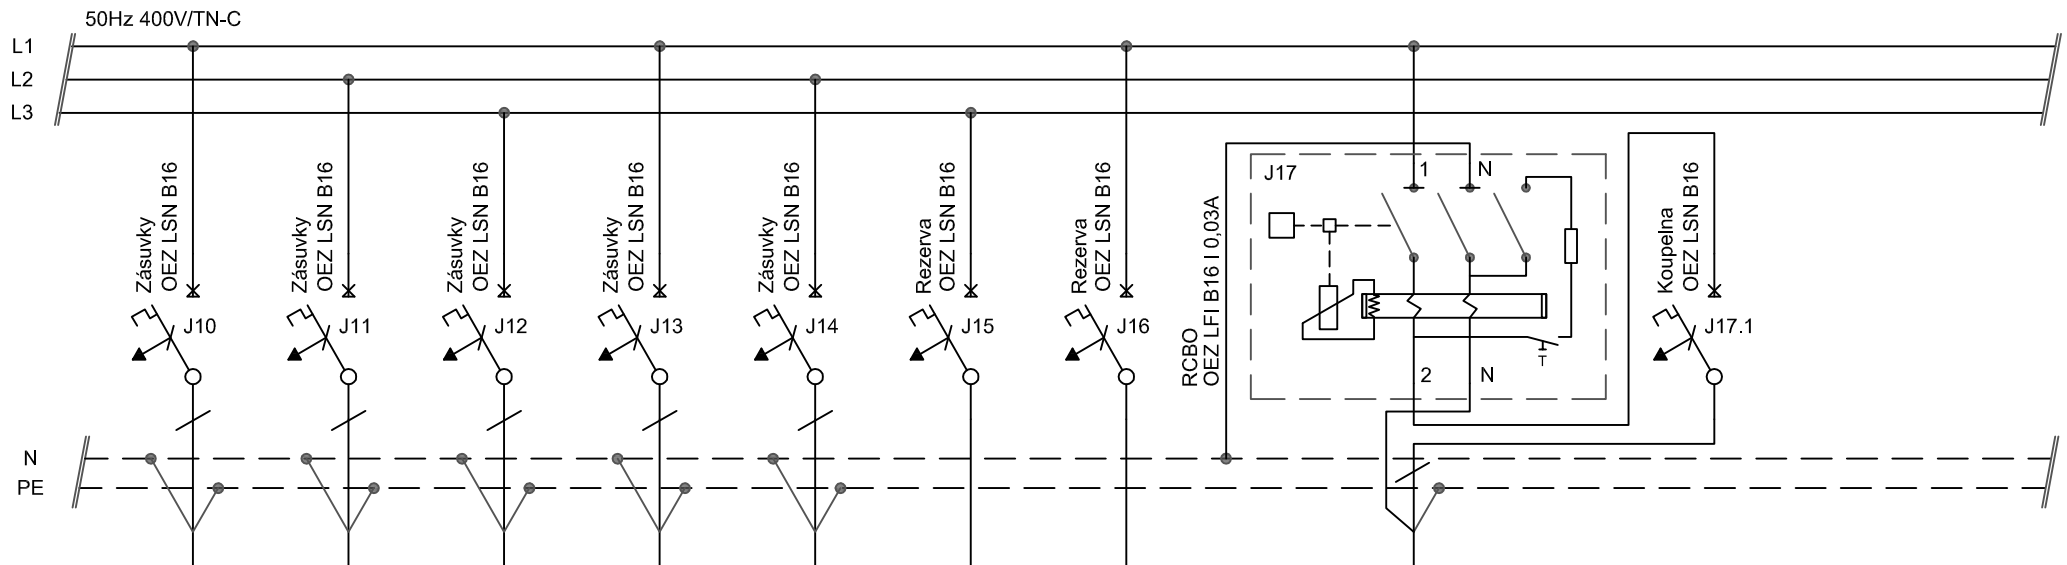 50Hz 400V/TN-C
L1
L2
L3
Zásuvky
OEZ LSN B16
J10
Zásuvky
OEZ LSN B16
J11
Zásuvky
OEZ LSN B16
J12
Zásuvky
OEZ LSN B16
J13
Zásuvky
OEZ LSN B16
J14
Rezerva
OEZ LSN B16
J15
Rezerva
OEZ LSN B16
J16
RCBO
OEZ LFI B16 I 0,03A
J17
1
N
T
2
N
Koupelna
OEZ LSN B16
J17.1
N
PE